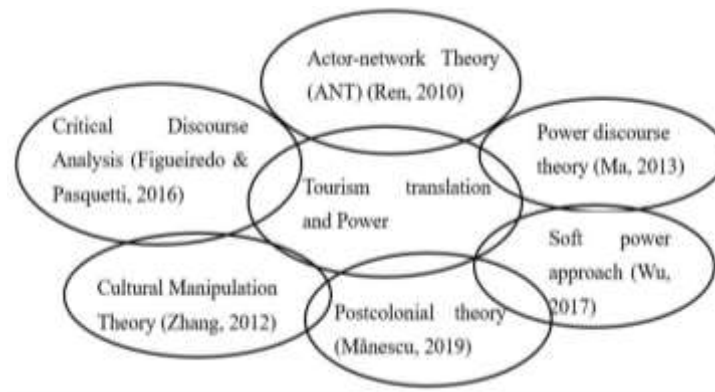 Actor-network Theory
(ANT) (Ren, 2010)
Critical Discourse
Analysis (Figueiredo &
Pasquetti, 2016)
Power discourse
theory (Ma, 2013)
Tourism translation
and Power
Soft power
approach (Wu,
2017)
Cultural Manipulation
Theory (Zhang, 2012)
Postcolonial theory
(Mănescu, 2019)